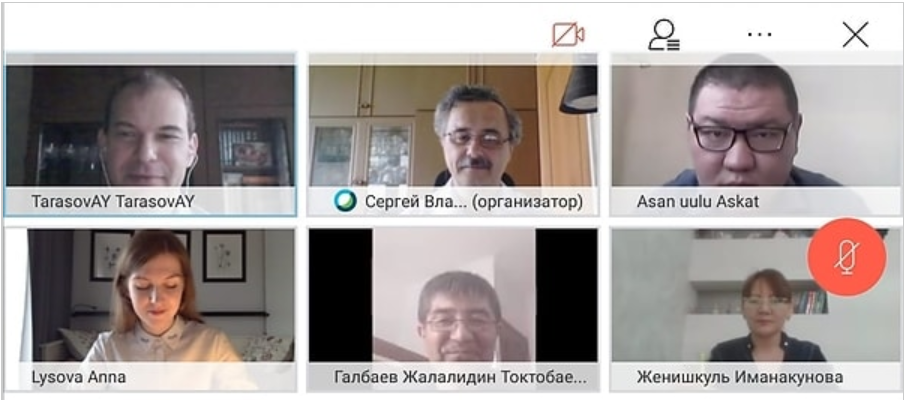 TarasovAY TarasovAY
Сергей Вла... (организатор)
Asan uulu Askat
Lysova Anna
Галбаев Жалалидин Токтобае...
Женишкуль Иманакунова